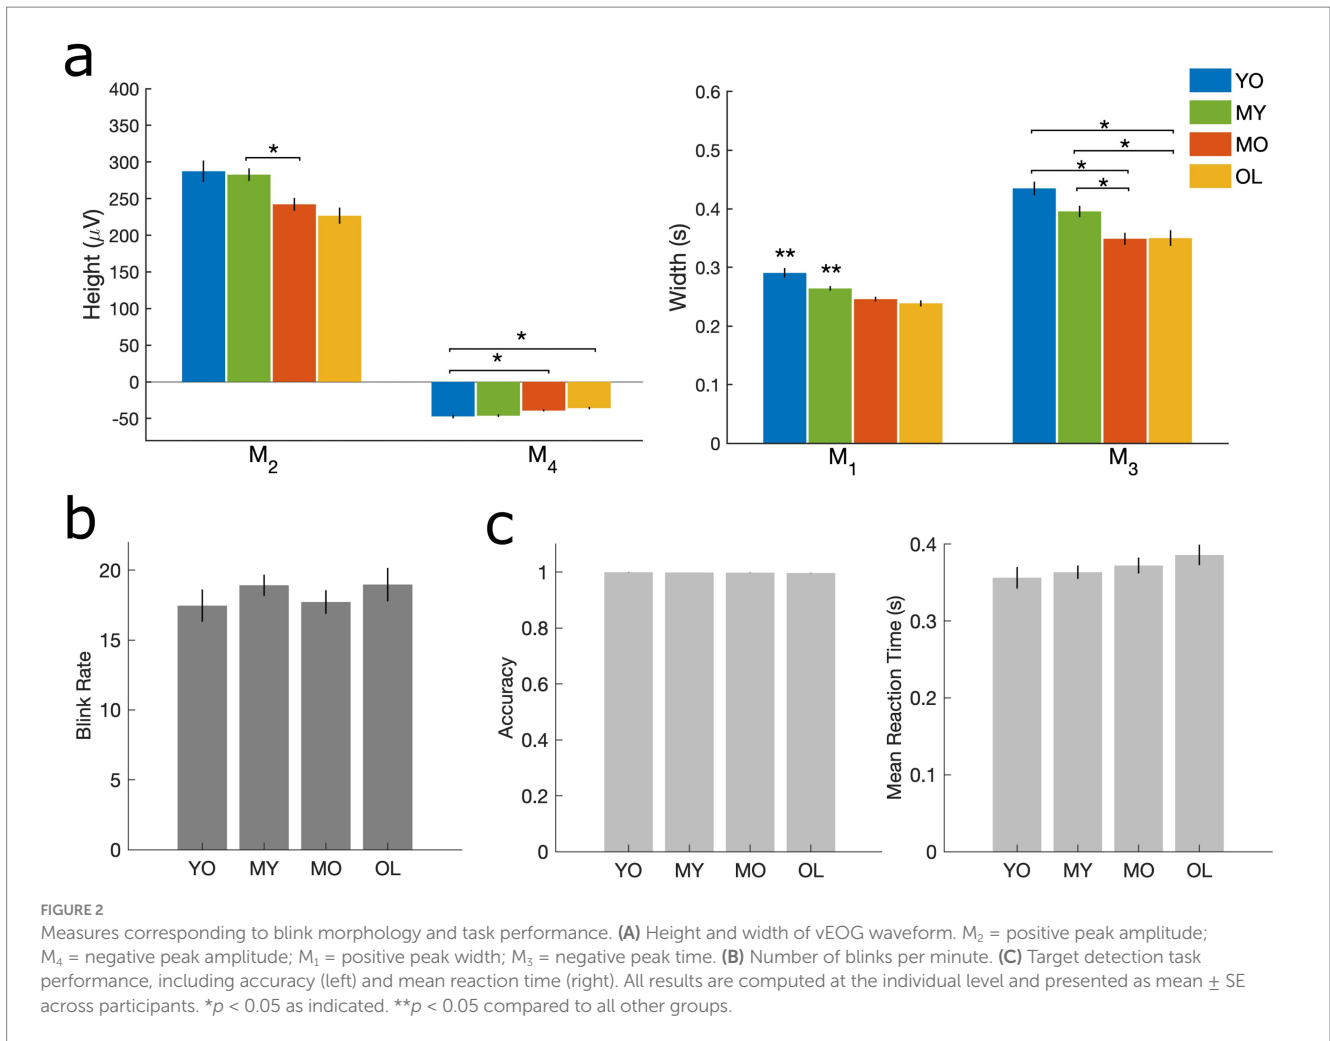 a
400
350
300
250
200
150
100
50
0
-50
Height (μV)
*
*
*
M2
M4
0.6
0.5
0.4
0.3
0.2
0.1
0
Width (s)
**
**
*
*
*
*
M1
M3
YO
MY
MO
OL
b
20
15
10
5
0
Blink Rate
YO MY MO OL
c
1
0.8
0.6
0.4
0.2
0
Accuracy
YO MY MO OL
0.4
0.3
0.2
0.1
0
Mean Reaction Time (s)
YO MY MO OL
FIGURE 2
Measures corresponding to blink morphology and task performance. (A) Height and width of vEOG waveform. M2 = positive peak amplitude;
M4 = negative peak amplitude; M1 = positive peak width; M3 = negative peak time. (B) Number of blinks per minute. (C) Target detection task
performance, including accuracy (left) and mean reaction time (right). All results are computed at the individual level and presented as mean ± SE
across participants. *p < 0.05 as indicated. **p < 0.05 compared to all other groups.